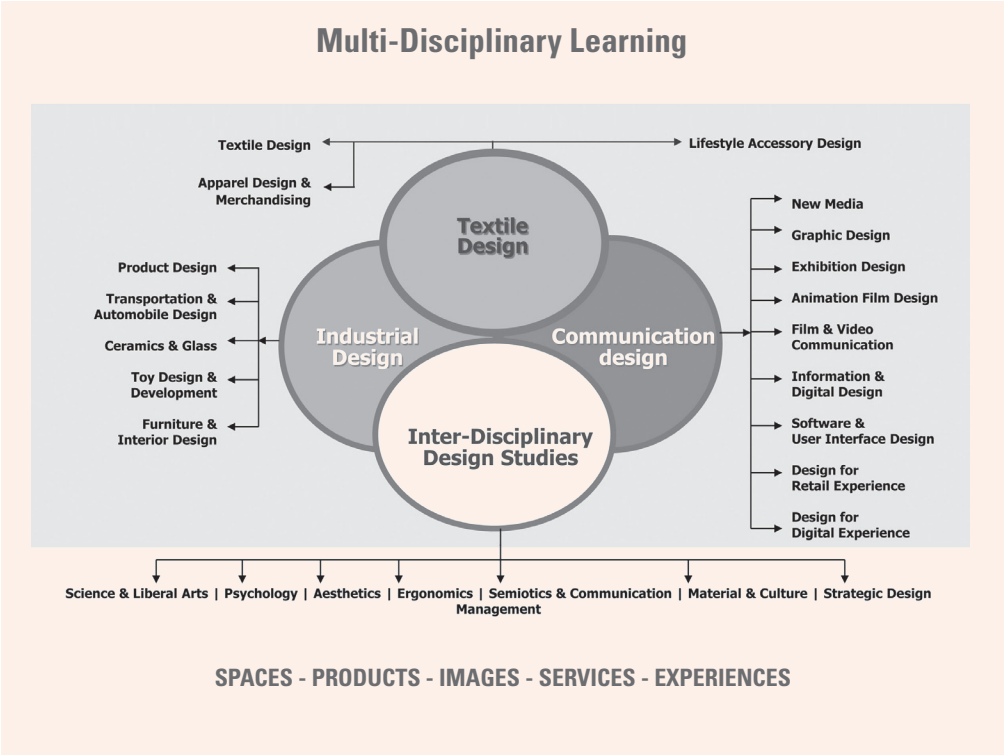 Multi-Disciplinary Learning
Textile Design
Lifestyle Accessory Design
Apparel Design &
Merchandising
Textile
Design
Product Design
Transportation &
Automobile Design
Ceramics & Glass
Toy Design &
Development
Furniture &
Interior Design
Industrial
Design
Communication
design
New Media
Graphic Design
Exhibition Design
Animation Film Design
Film & Video
Communication
Information &
Digital Design
Software &
User Interface Design
Design for
Retail Experience
Design for
Digital Experience
Inter-Disciplinary
Design Studies
Science & Liberal Arts | Psychology | Aesthetics | Ergonomics | Semiotics & Communication | Material & Culture | Strategic Design
Management
SPACES - PRODUCTS - IMAGES - SERVICES - EXPERIENCES